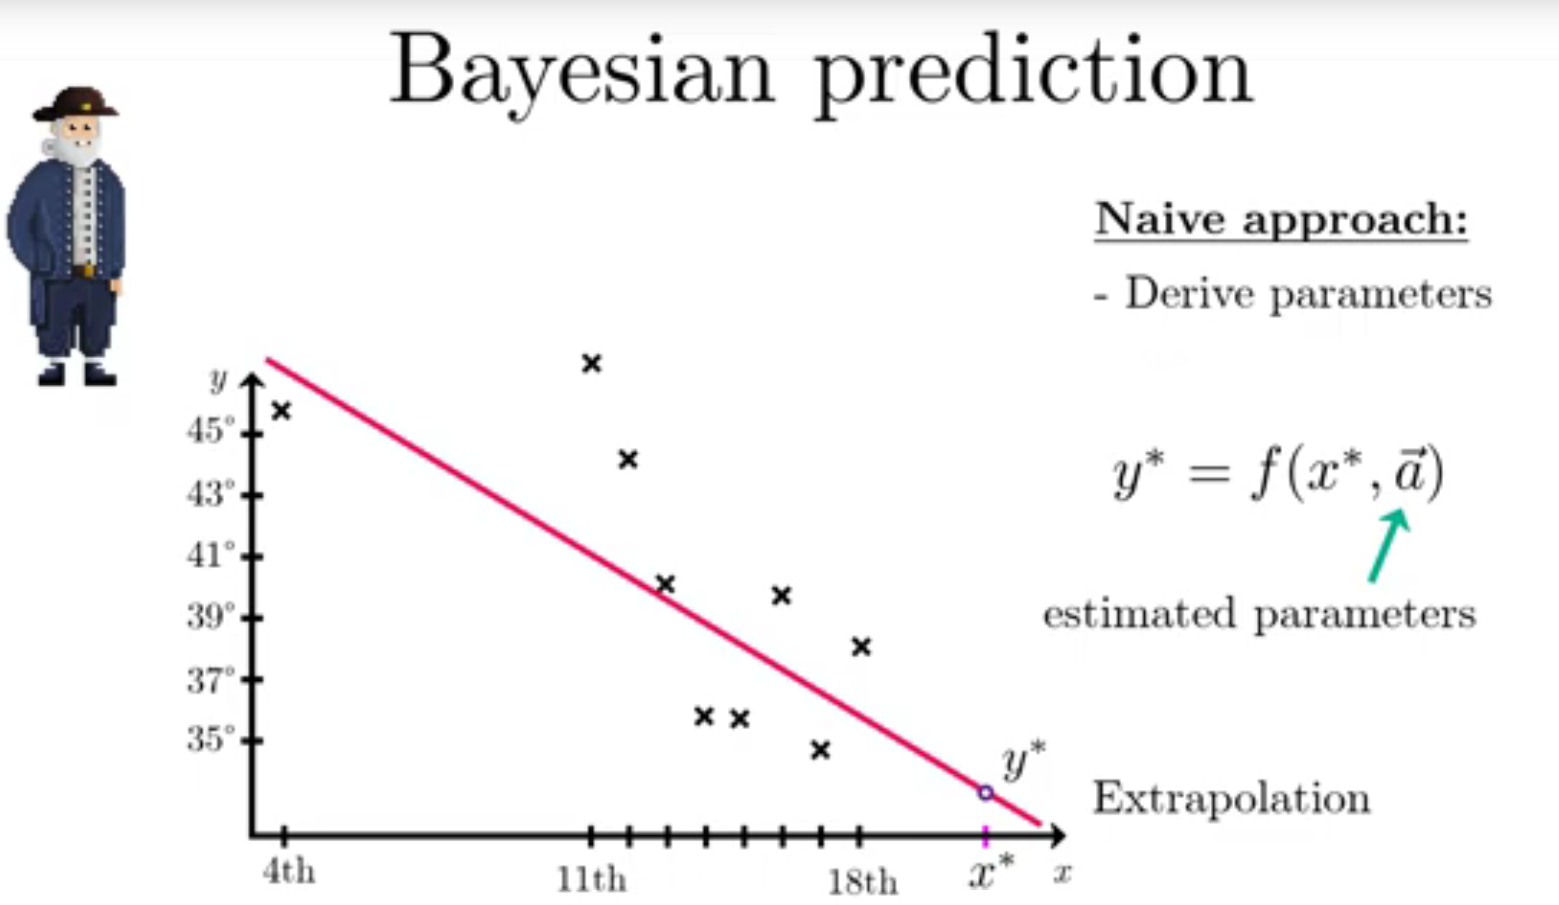 Bayesian prediction
Naive approach:
- Derive parameters
y* = f(x*, a⃗)
estimated parameters
Extrapolation
y
45°
43°
41°
39°
37°
35°
y*
4th
11th
18th
x*
x